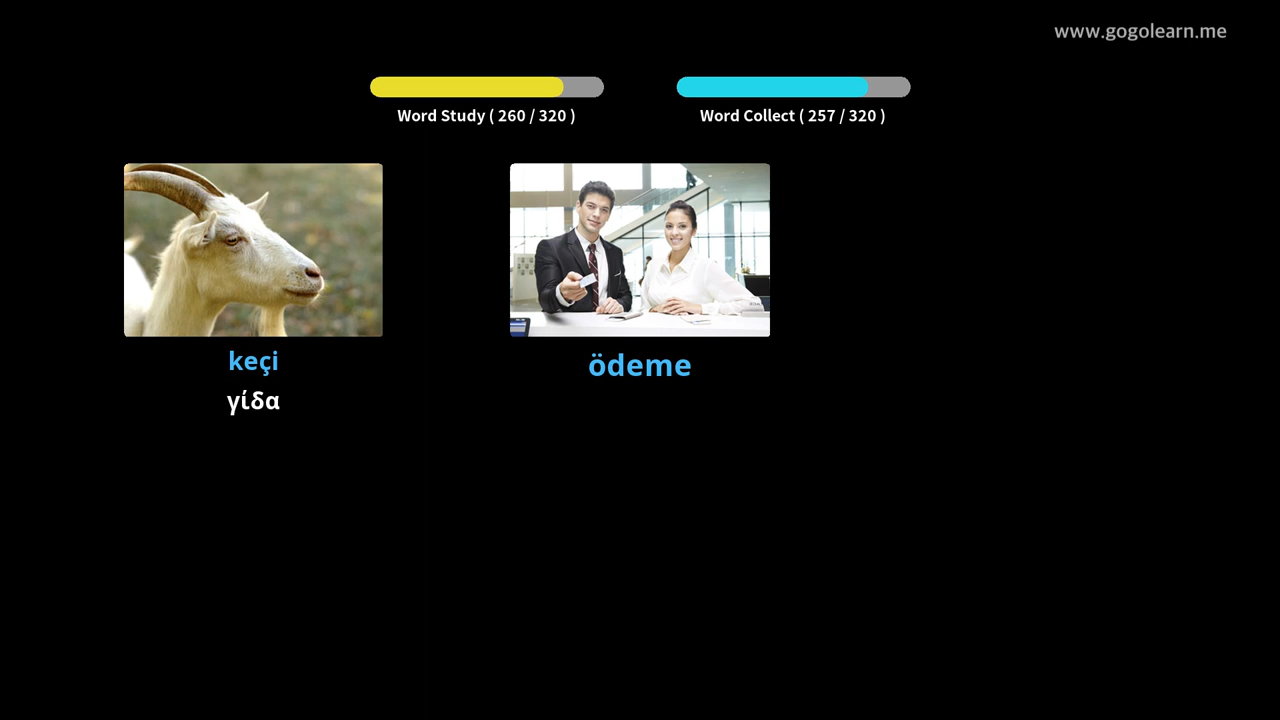 www.gogolearn.me
Word Study ( 260 / 320 )
Word Collect ( 257 / 320 )
keçi
γίδα
ödeme